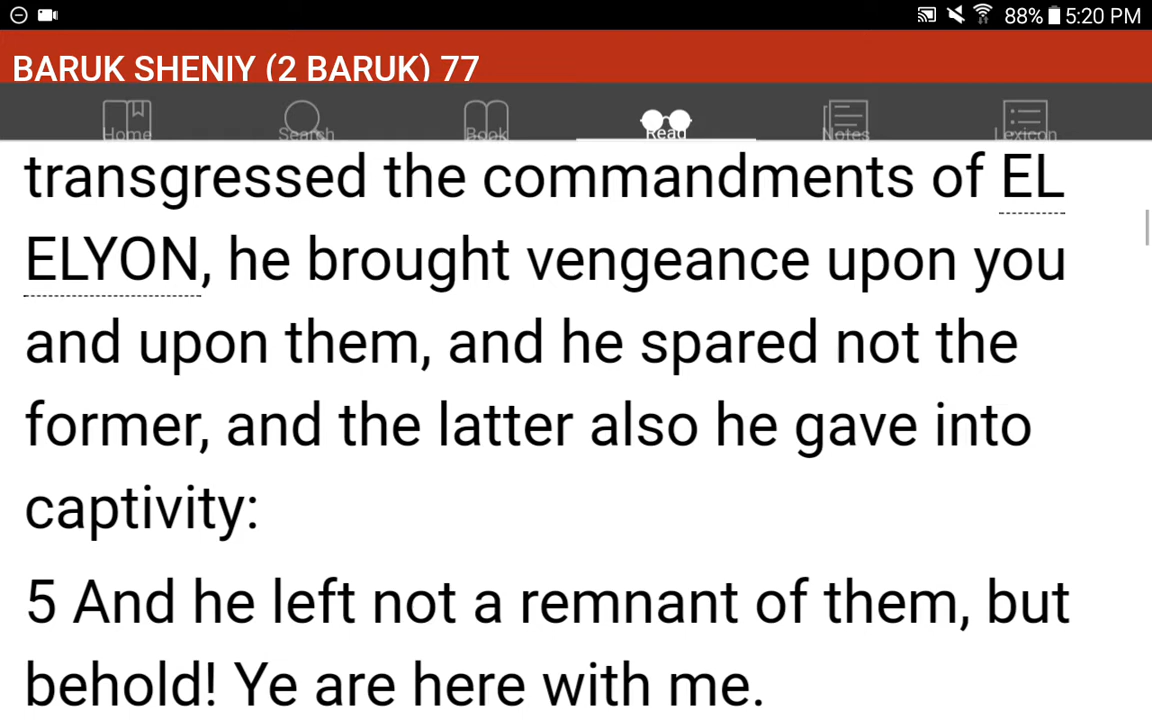 88% 5:20 PM
BARUK SHENIY (2 BARUK) 77
Home Search Book Read Notes Lexicon
transgressed the commandments of EL
ELYON, he brought vengeance upon you
and upon them, and he spared not the
former, and the latter also he gave into
captivity:
5 And he left not a remnant of them, but
behold! Ye are here with me.